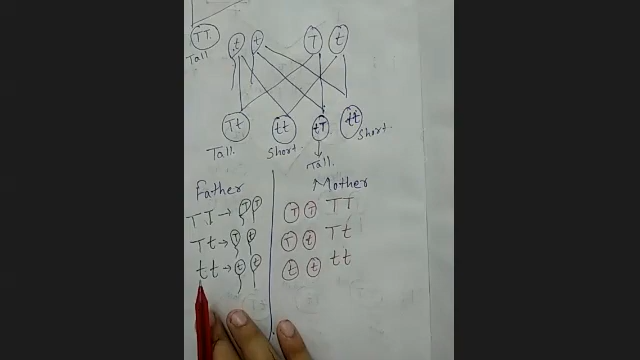 TT
Tall
t t T t
Tt tt tT tt
Tall Short Tall Short
Father Mother
TT → T T T T TT
Tt → T t T t Tt
tt → t t t t tt